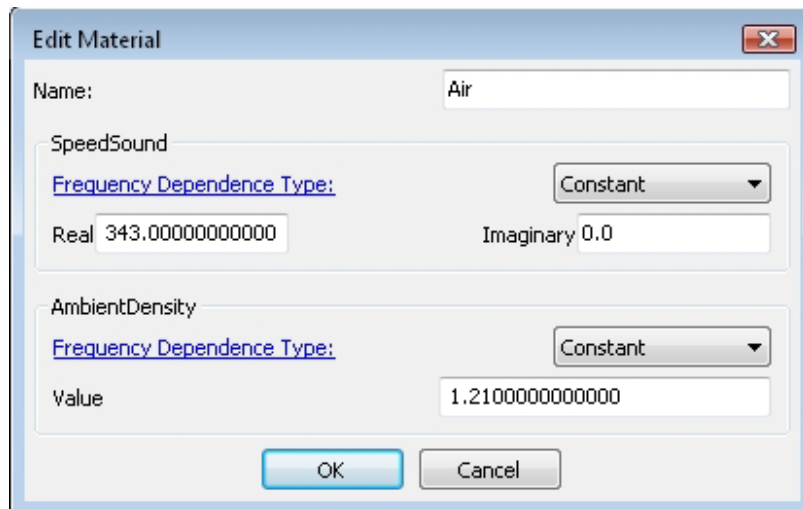 Edit Material
Name: Air
SpeedSound
Frequency Dependence Type: Constant
Real 343.00000000000 Imaginary 0.0
AmbientDensity
Frequency Dependence Type: Constant
Value 1.2100000000000
OK Cancel